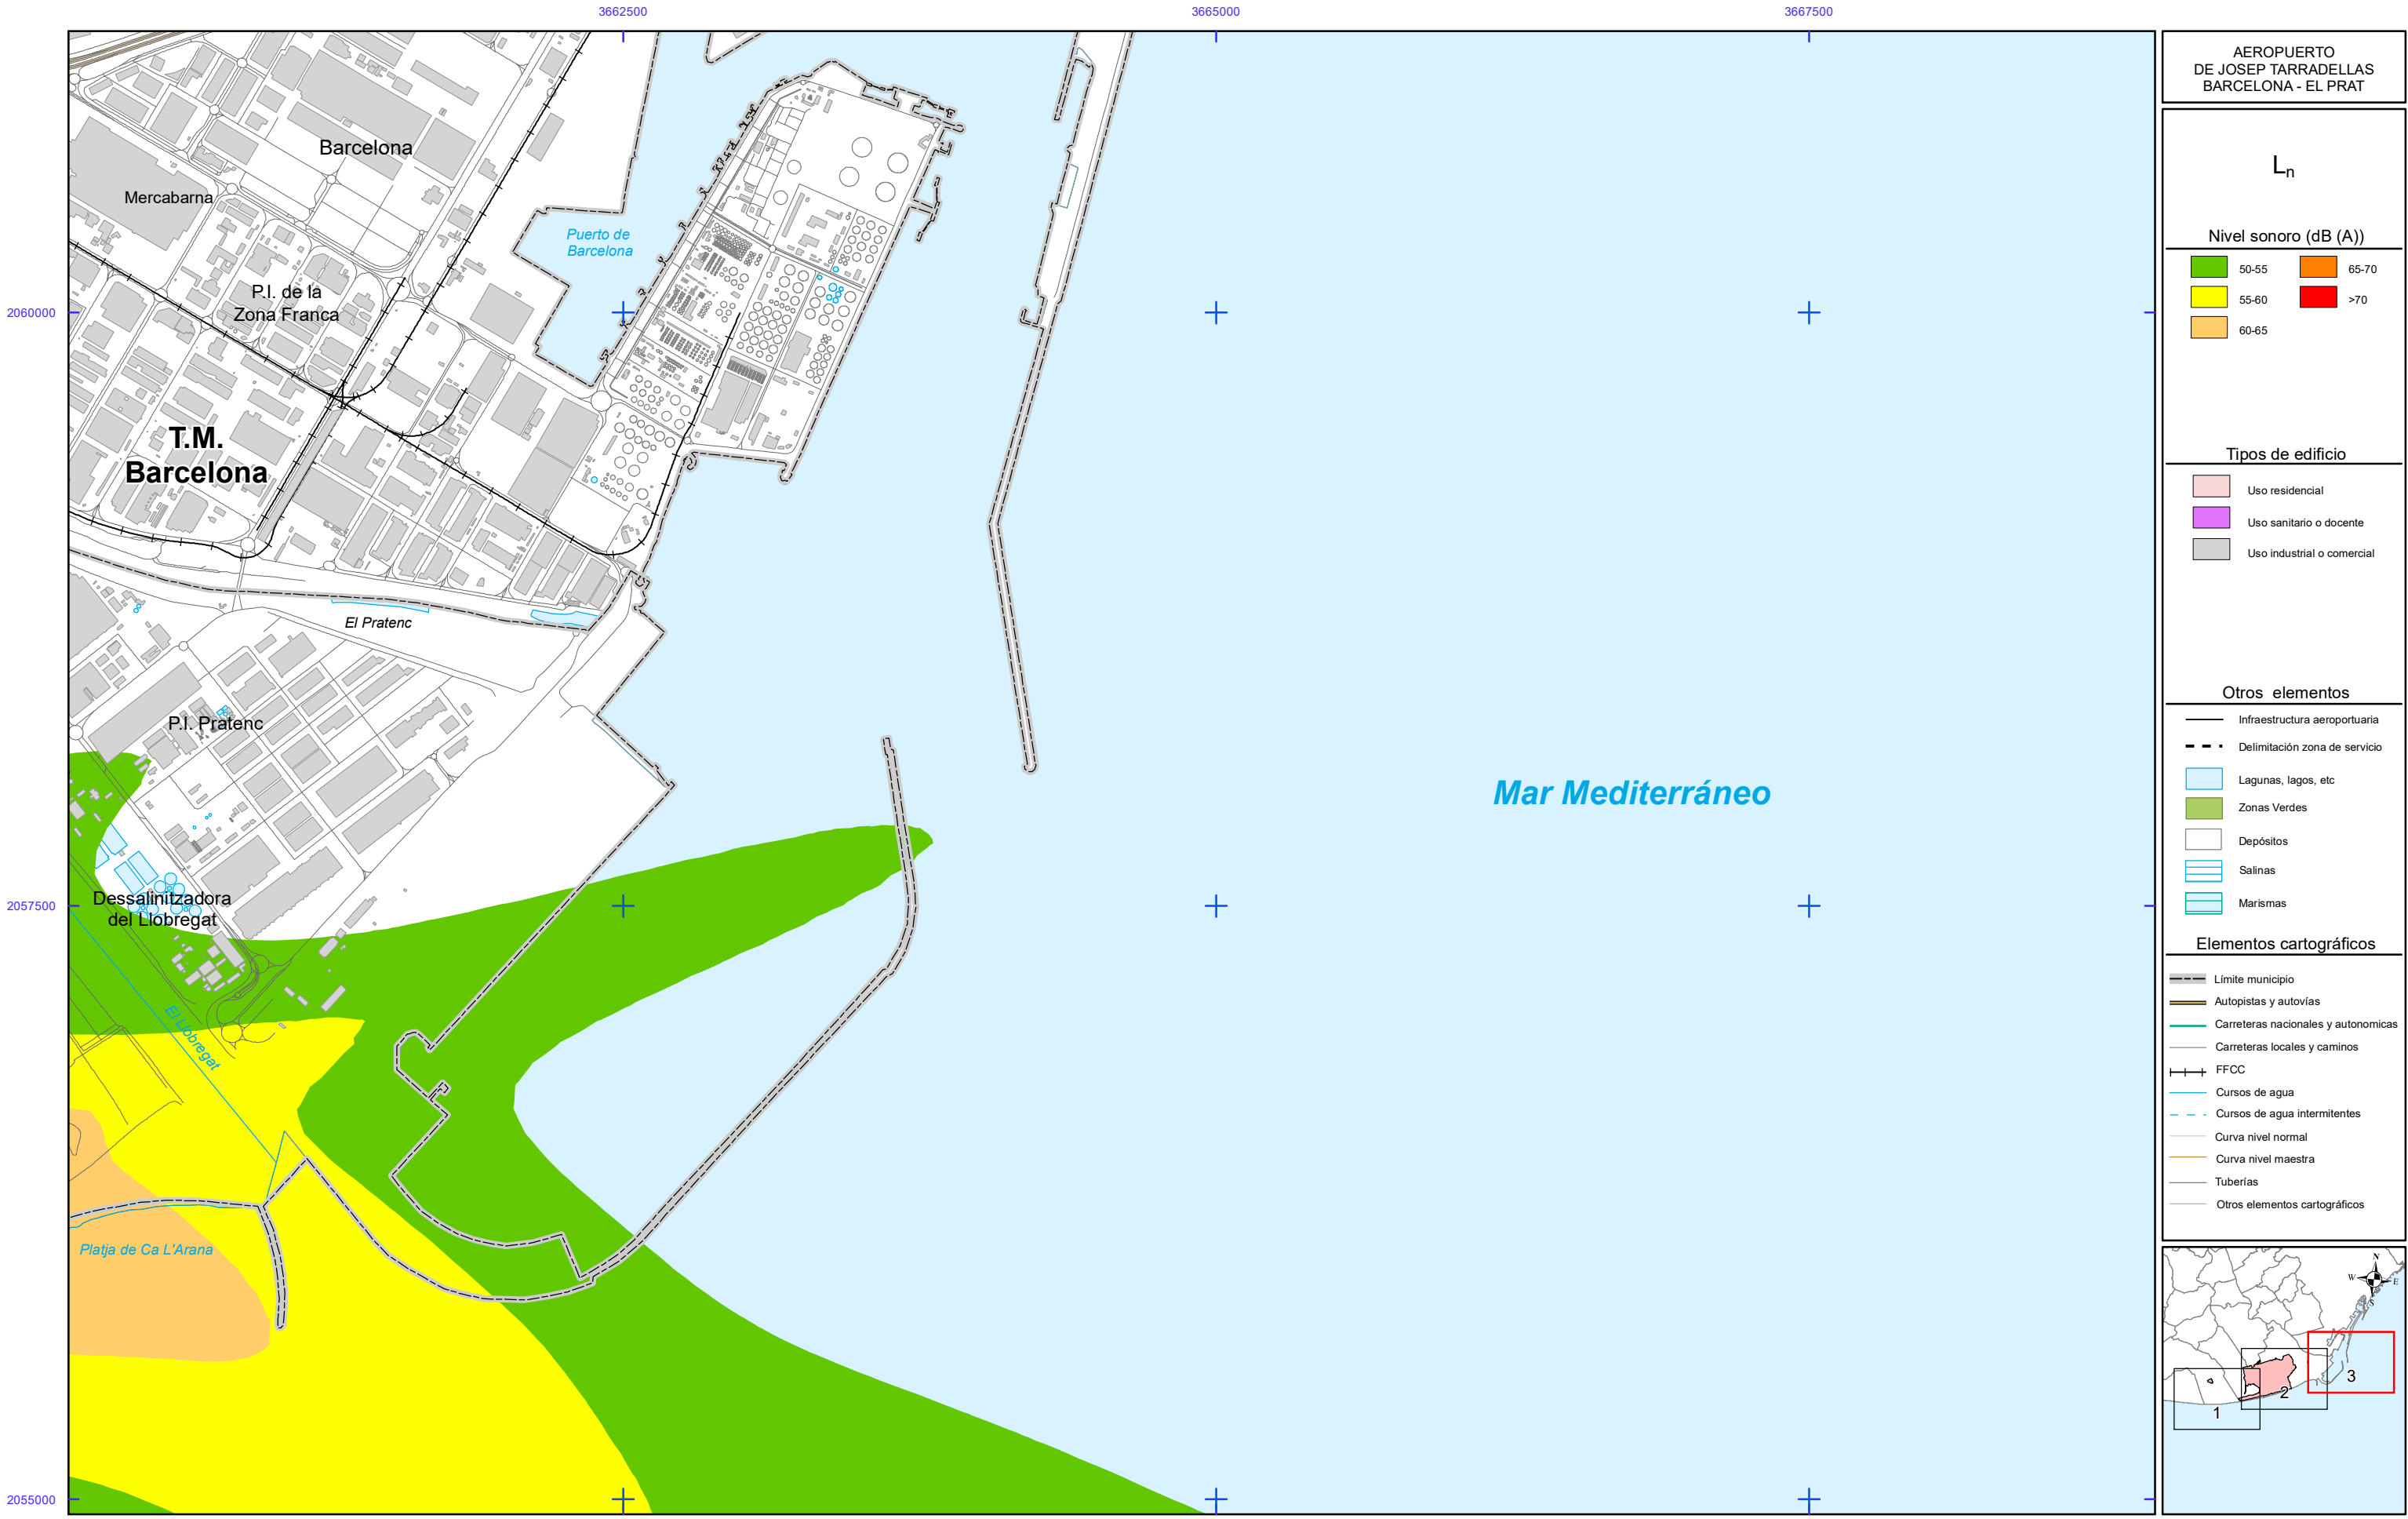 3662500
3665000
3667500
2060000
2057500
2055000
Barcelona
Mercabarna
P.I. de la
Zona Franca
T.M.
Barcelona
Puerto de
Barcelona
El Pratenc
P.I. Pratenc
Dessalinitzadora
del Llobregat
El Llobregat
Platja de Ca L'Arana
Mar Mediterráneo
AEROPUERTO
DE JOSEP TARRADELLAS
BARCELONA - EL PRAT
Ln
Nivel sonoro (dB (A))
50-55
65-70
55-60
>70
60-65
Tipos de edificio
Uso residencial
Uso sanitario o docente
Uso industrial o comercial
Otros elementos
Infraestructura aeroportuaria
Delimitación zona de servicio
Lagunas, lagos, etc
Zonas Verdes
Depósitos
Salinas
Marismas
Elementos cartográficos
Límite municipio
Autopistas y autovías
Carreteras nacionales y autonomicas
Carreteras locales y caminos
FFCC
Cursos de agua
Cursos de agua intermitentes
Curva nivel normal
Curva nivel maestra
Tuberías
Otros elementos cartográficos
N
W
E
S
1
2
3